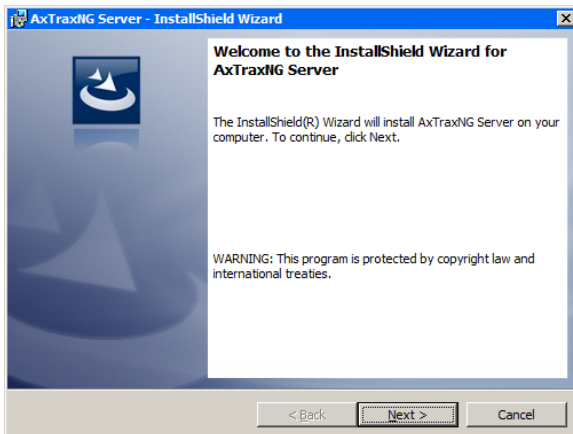 AxTraxNG Server - InstallShield Wizard
Welcome to the InstallShield Wizard for
AxTraxNG Server
The InstallShield(R) Wizard will install AxTraxNG Server on your
computer. To continue, click Next.
WARNING: This program is protected by copyright law and
international treaties.
< Back
Next >
Cancel